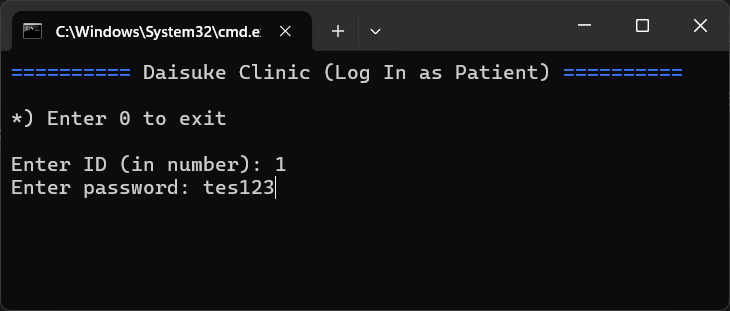 C:\Windows\System32\cmd.e
========== Daisuke Clinic (Log In as Patient) ==========
*) Enter 0 to exit
Enter ID (in number): 1
Enter password: tes123